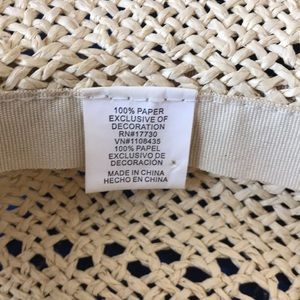 100% PAPER
EXCLUSIVE OF
DECORATION
RN#17730
VN#1108435
100% PAPEL
EXCLUSIVO DE
DECORACIÓN
MADE IN CHINA
HECHO EN CHINA